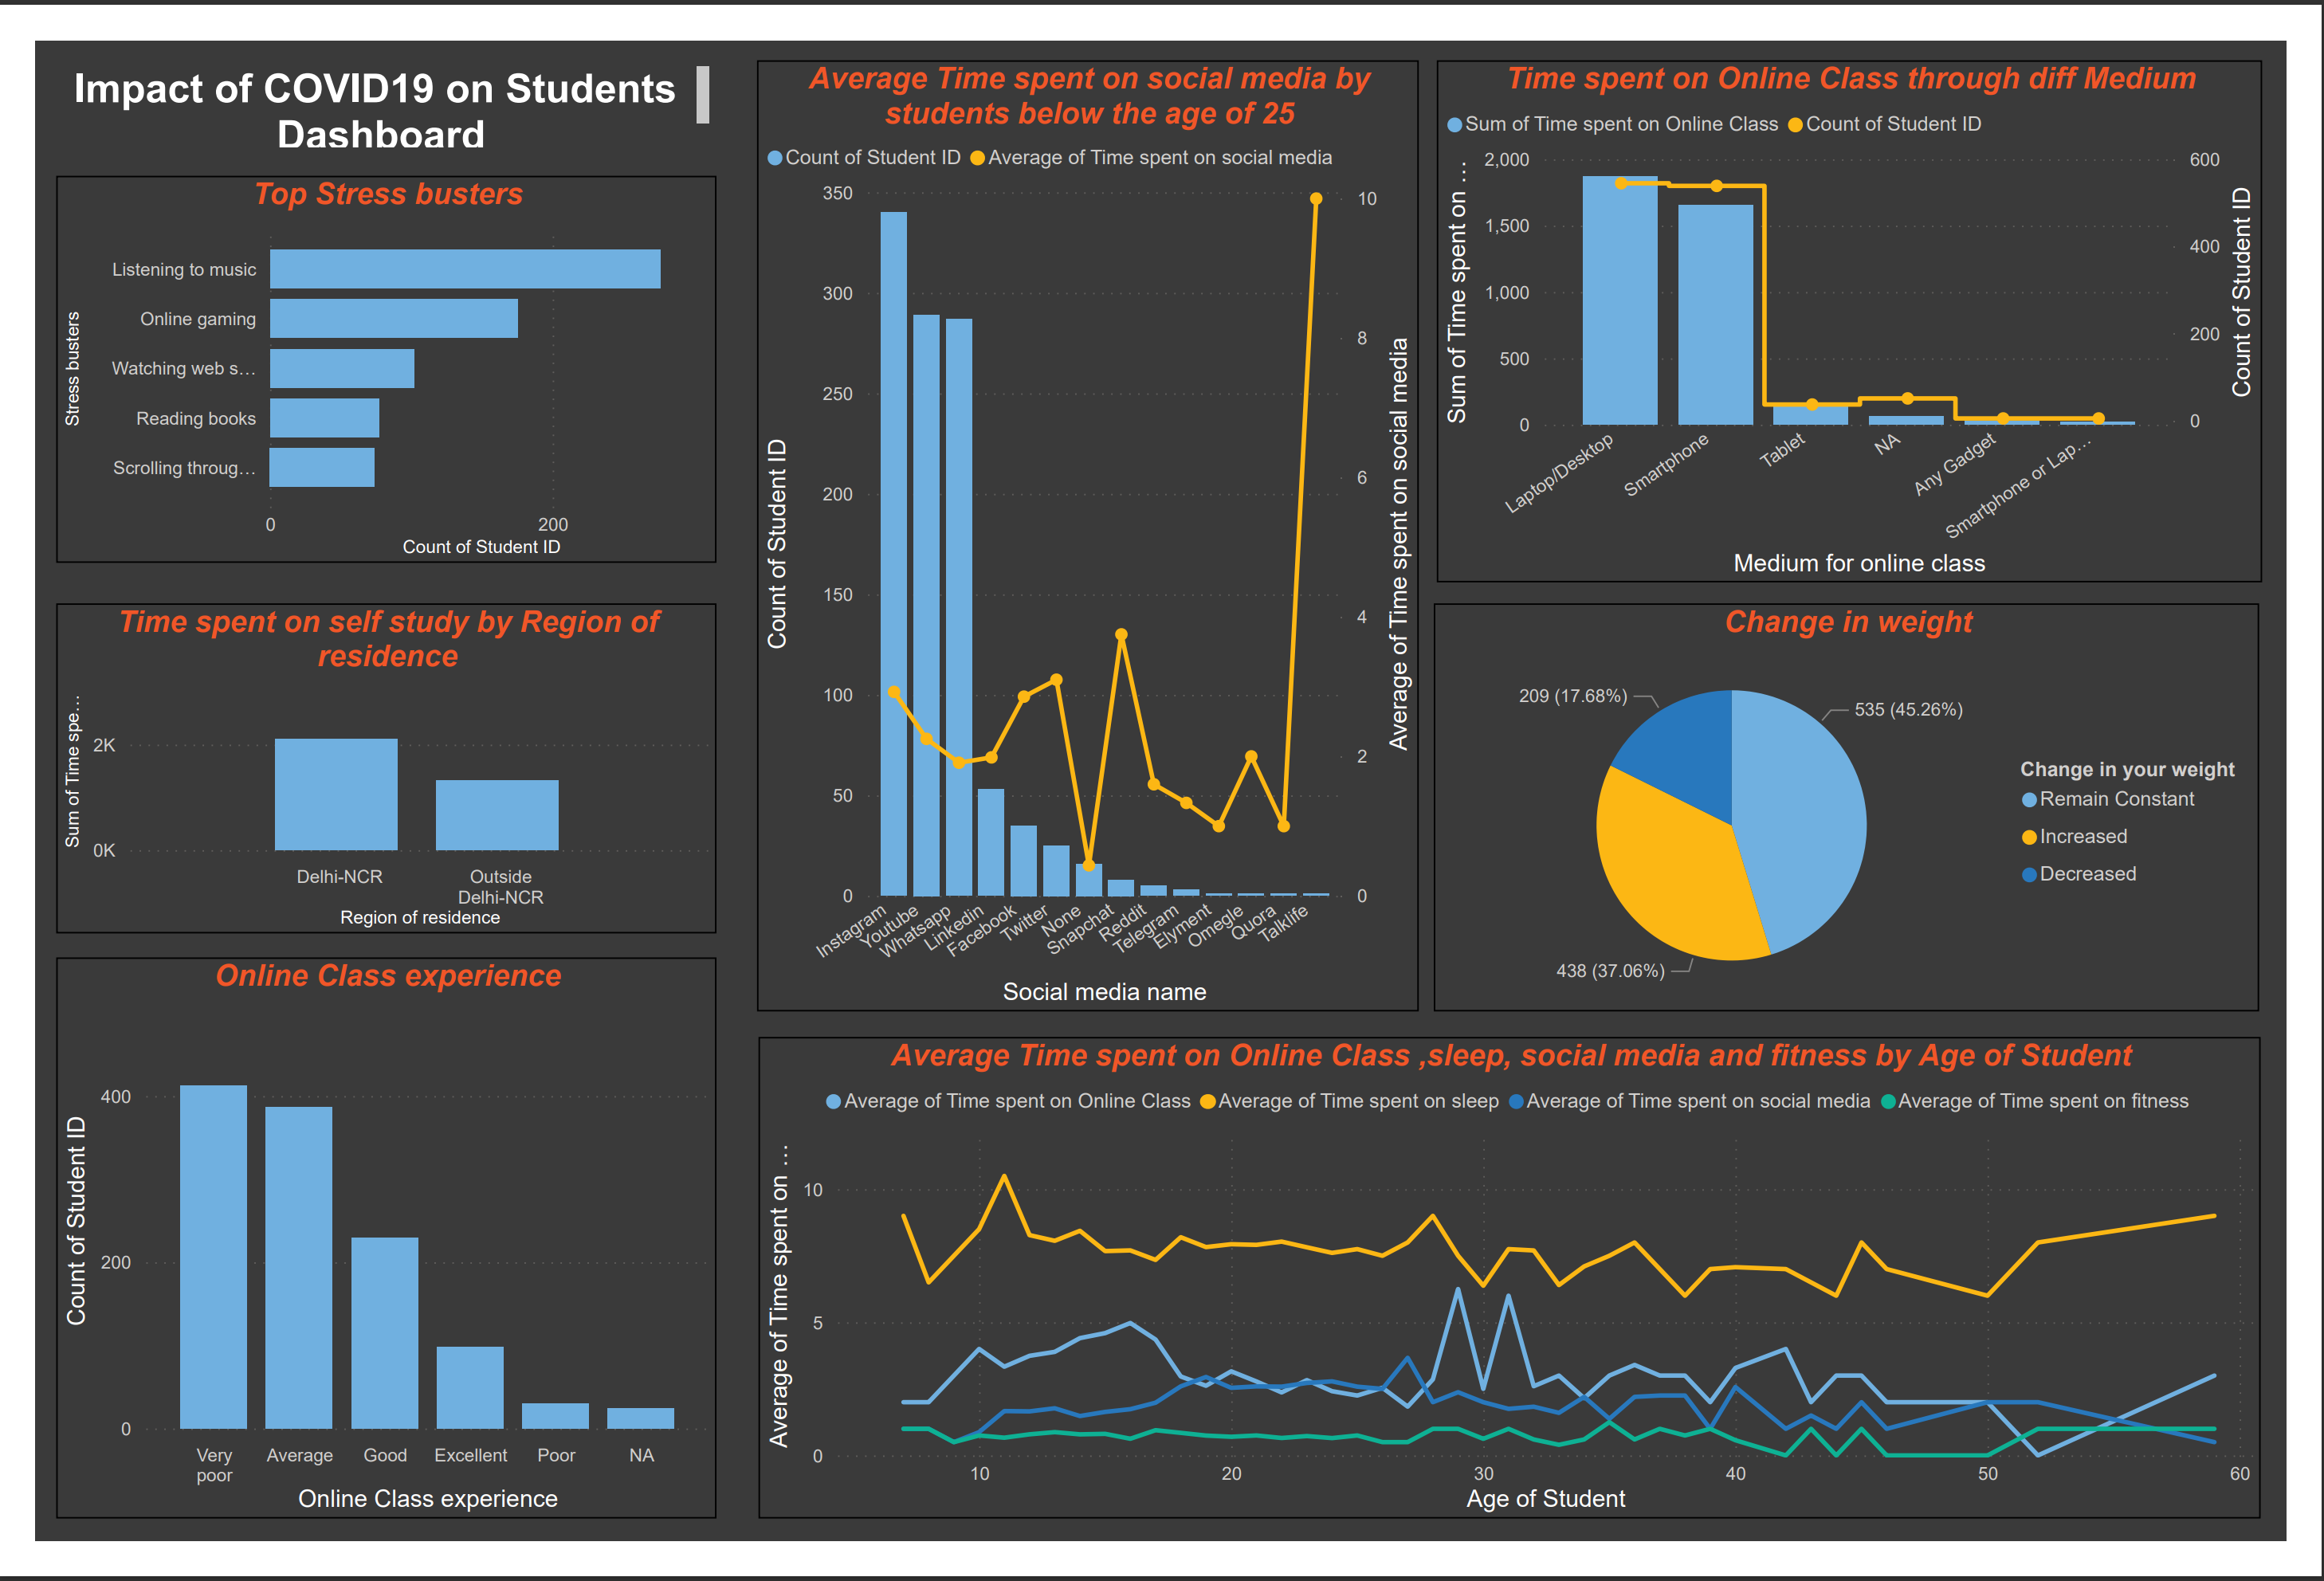 Impact of COVID19 on Students
Dashboard
Top Stress busters
Stress busters
Listening to music
Online gaming
Watching web s…
Reading books
Scrolling throug…
0
200
Count of Student ID
Time spent on self study by Region of
residence
Sum of Time spe…
2K
0K
Delhi-NCR
Outside
Delhi-NCR
Region of residence
Online Class experience
Count of Student ID
400
200
0
Very
poor
Average
Good
Excellent
Poor
NA
Online Class experience
Average Time spent on social media by
students below the age of 25
Count of Student ID
Average of Time spent on social media
Count of Student ID
350
300
250
200
150
100
50
0
10
8
6
4
2
0
Average of Time spent on social media
Instagram
Youtube
Whatsapp
Linkedin
Facebook
Twitter
None
Snapchat
Reddit
Telegram
Elyment
Omegle
Quora
Talklife
Social media name
Time spent on Online Class through diff Medium
Sum of Time spent on Online Class
Count of Student ID
Sum of Time spent on …
2,000
1,500
1,000
500
0
600
400
200
0
Count of Student ID
Laptop/Desktop
Smartphone
Tablet
NA
Any Gadget
Smartphone or Lap…
Medium for online class
Change in weight
209 (17.68%)
535 (45.26%)
438 (37.06%)
Change in your weight
Remain Constant
Increased
Decreased
Average Time spent on Online Class ,sleep, social media and fitness by Age of Student
Average of Time spent on Online Class
Average of Time spent on sleep
Average of Time spent on social media
Average of Time spent on fitness
Average of Time spent on …
10
5
0
10
20
30
40
50
60
Age of Student